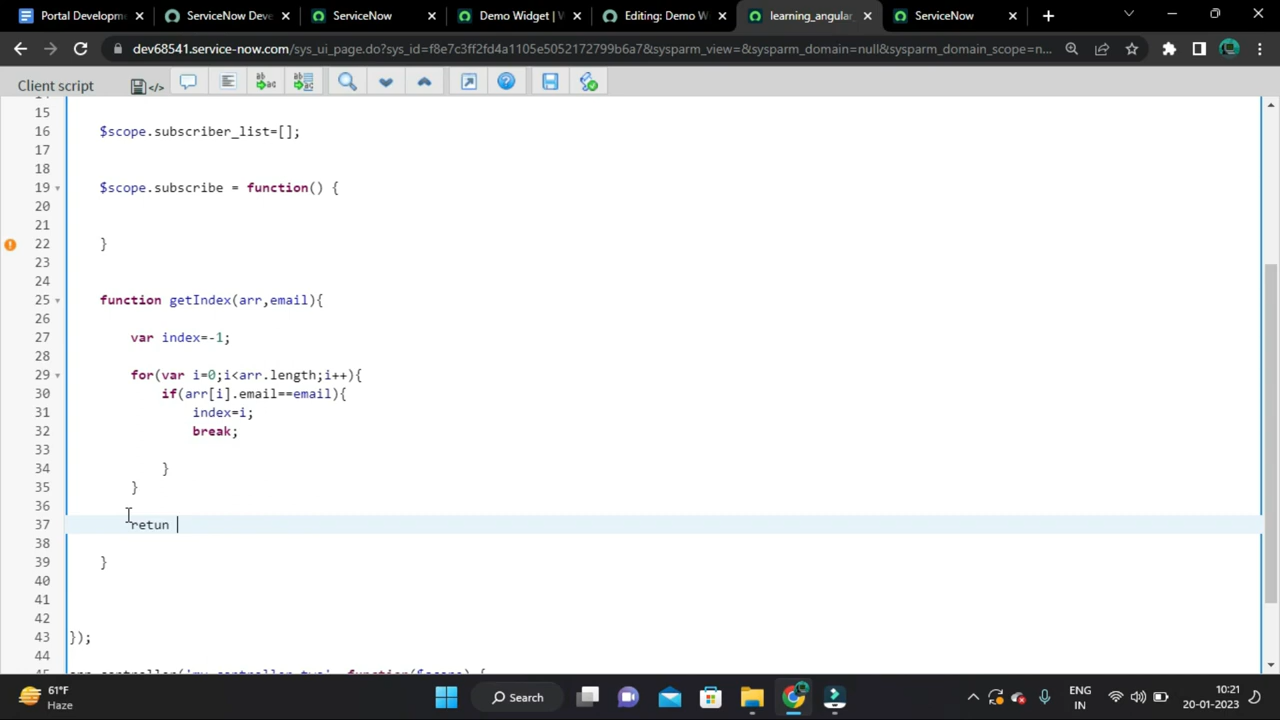 Portal Developm
ServiceNow Deve
ServiceNow
Demo Widget | W
Editing: Demo W
learning_angular
ServiceNow
dev68541.service-now.com/sys_ui_page.do?sys_id=f8e7c3ff2fd4a1105e5052172799b6a7&sysparm_view=&sysparm_domain=null&sysparm_domain_scope=n...
Client script
15
16 $scope.subscriber_list=[];
17
18
19 $scope.subscribe = function() {
20
21
22 }
23
24
25 function getIndex(arr,email){
26
27 var index=-1;
28
29 for(var i=0;i<arr.length;i++){
30 if(arr[i].email==email){
31 index=i;
32 break;
33
34 }
35 }
36
37 retun
38
39 }
40
41
42
43 });
44
61°F
Haze
Search
ENG
IN
10:21
20-01-2023